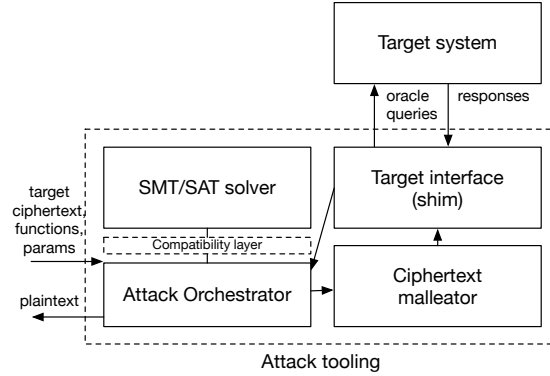 Target system
oracle
queries
responses
SMT/SAT solver
Target interface
(shim)
target
ciphertext,
functions,
params
Compatibility layer
Attack Orchestrator
Ciphertext
malleator
plaintext
Attack tooling